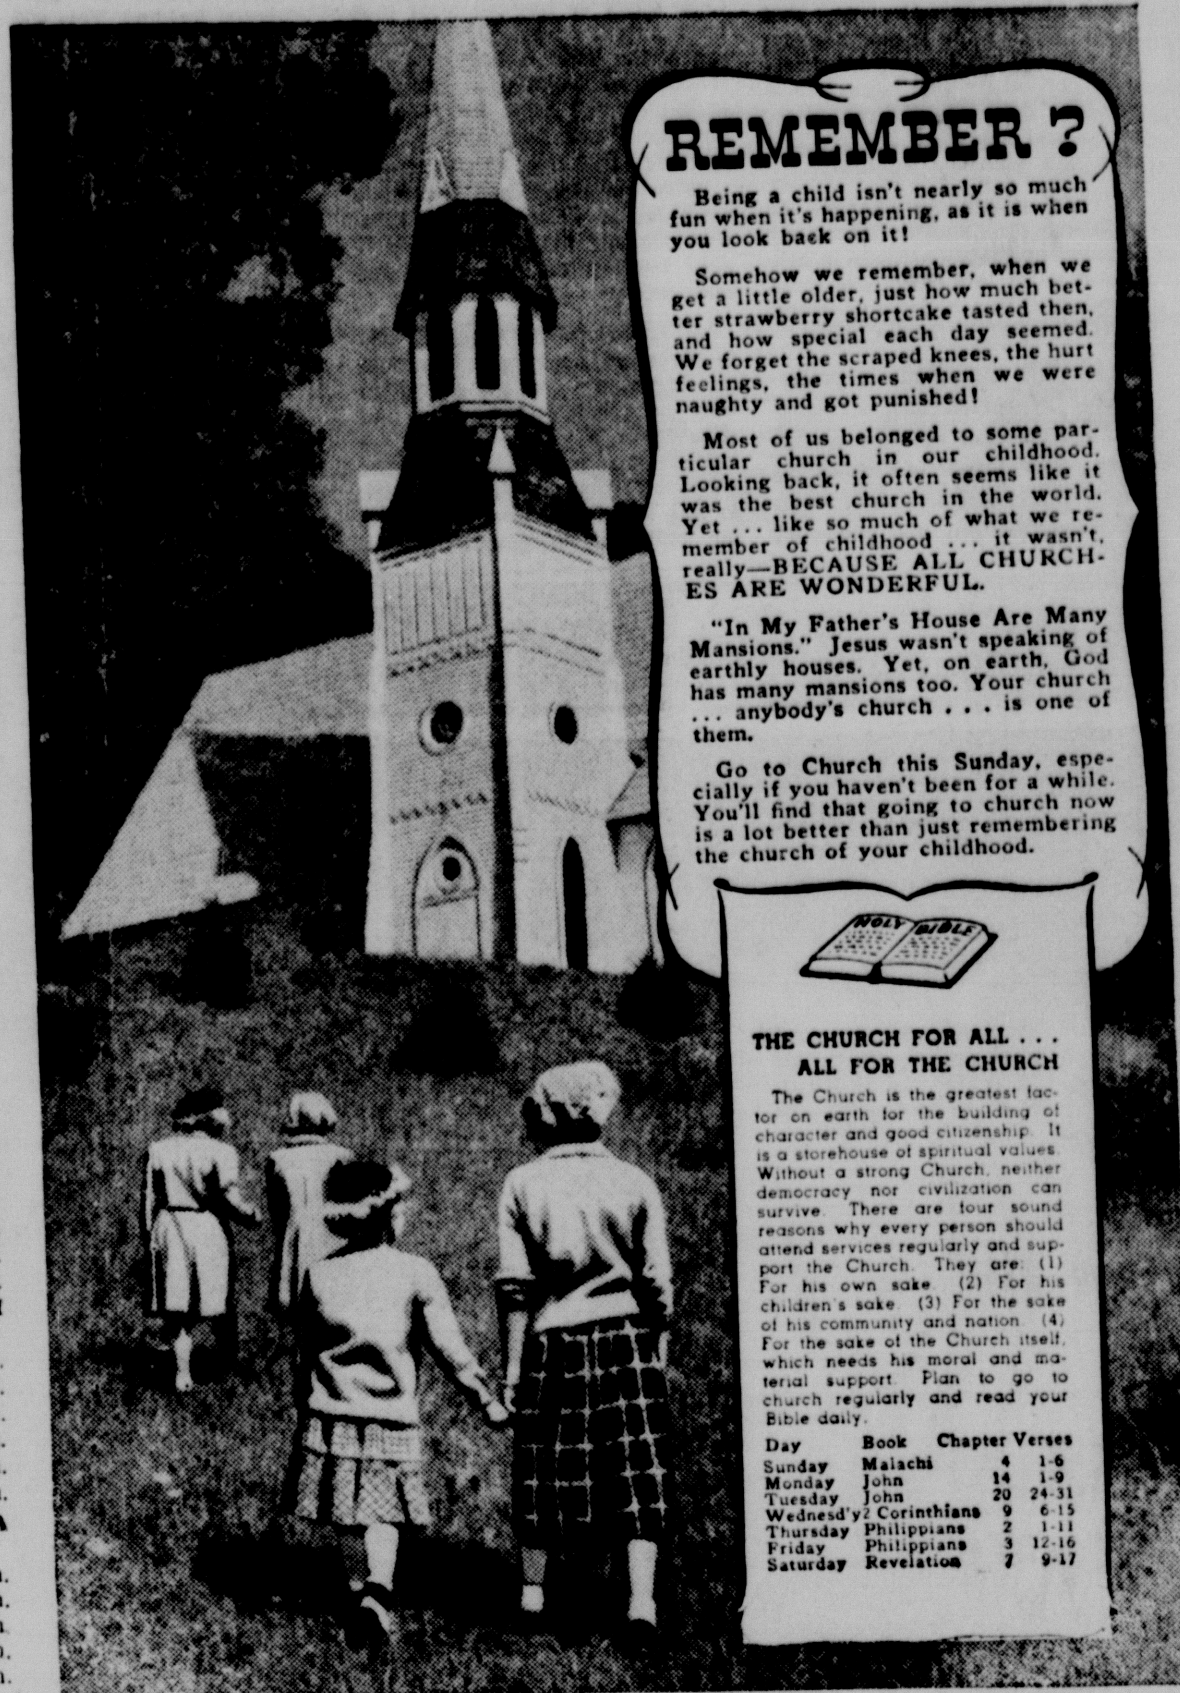 REMEMBER ?
Being a child isn't nearly so much
fun when it's happening, as it is when
you look back on it!
Somehow we remember, when we
get a little older, just how much bet-
ter strawberry shortcake tasted then,
and how special each day seemed.
We forget the scraped knees, the hurt
feelings, the times when we were
naughty and got punished!
Most of us belonged to some par-
ticular church in our childhood.
Looking back, it often seems like it
was the best church in the world.
Yet ... like so much of what we re-
member of childhood ... it wasn't,
really—BECAUSE ALL CHURCH-
ES ARE WONDERFUL.
"In My Father's House Are Many
Mansions." Jesus wasn't speaking of
earthly houses. Yet, on earth, God
has many mansions too. Your church
... anybody's church . . . is one of
them.
Go to Church this Sunday, espe-
cially if you haven't been for a while.
You'll find that going to church now
is a lot better than just remembering
the church of your childhood.
HOLY BIBLE
THE CHURCH FOR ALL . . .
ALL FOR THE CHURCH
The Church is the greatest fac-
tor on earth for the building of
character and good citizenship. It
is a storehouse of spiritual values.
Without a strong Church, neither
democracy nor civilization can
survive. There are four sound
reasons why every person should
attend services regularly and sup-
port the Church. They are: (1)
For his own sake. (2) For his
children's sake. (3) For the sake
of his community and nation. (4)
For the sake of the Church itself,
which needs his moral and ma-
terial support. Plan to go to
church regularly and read your
Bible daily.
Day Book Chapter Verses
Sunday Malachi 4 1-6
Monday John 14 1-9
Tuesday John 20 24-31
Wednesd'y 2 Corinthians 9 6-15
Thursday Philippians 2 1-11
Friday Philippians 3 12-16
Saturday Revelation 7 9-17